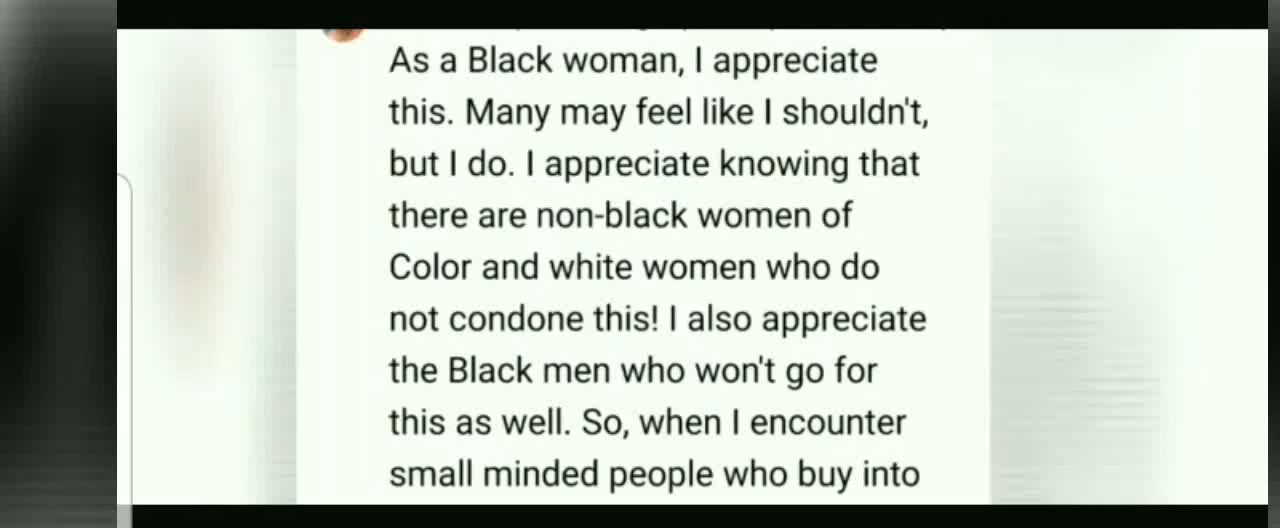 As a Black woman, I appreciate
this. Many may feel like I shouldn't,
but I do. I appreciate knowing that
there are non-black women of
Color and white women who do
not condone this! I also appreciate
the Black men who won't go for
this as well. So, when I encounter
small minded people who buy into